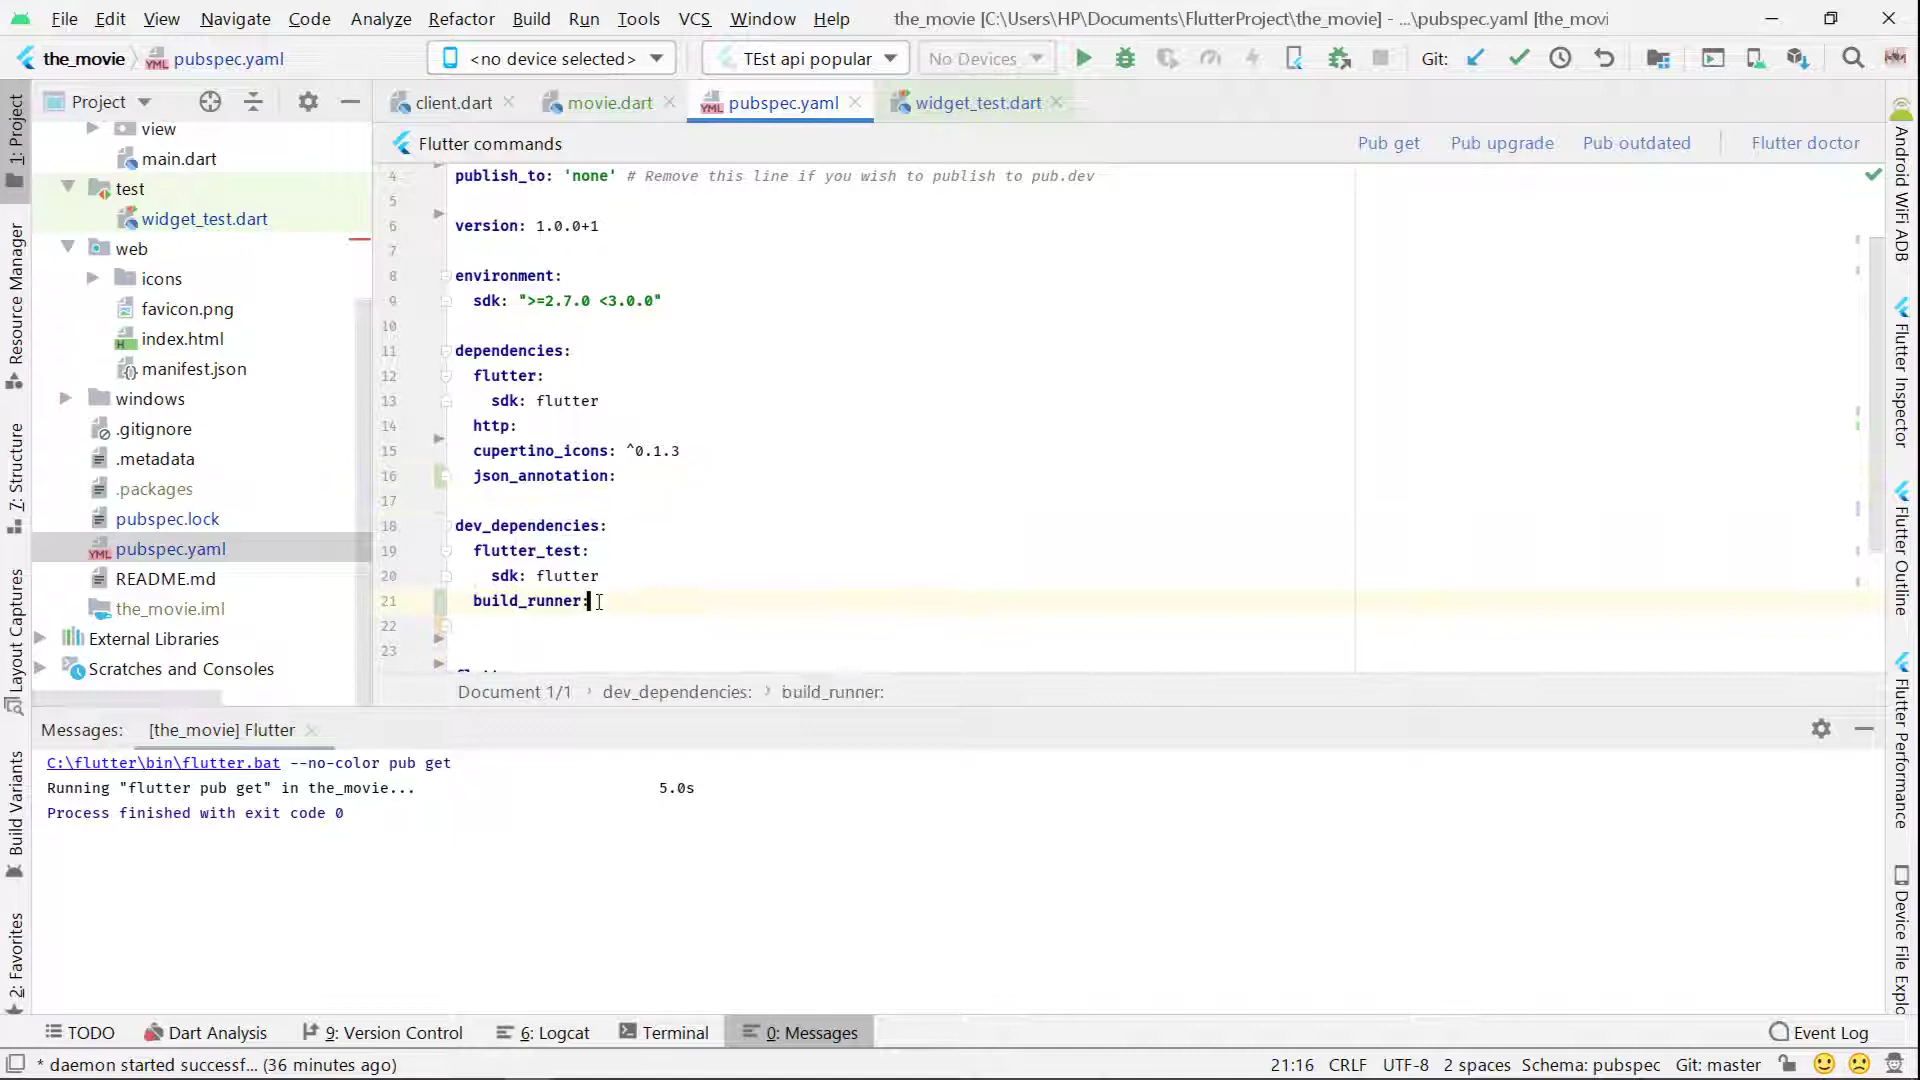 File Edit View Navigate Code Analyze Refactor Build Run Tools VCS Window Help the_movie [C:\Users\HP\Documents\FlutterProject\the_movie] - ...\pubspec.yaml [the_movi
the_movie pubspec.yaml <no device selected> TEst api popular No Devices Git:
Project
client.dart movie.dart pubspec.yaml widget_test.dart
Flutter commands Pub get Pub upgrade Pub outdated Flutter doctor
view
main.dart
test
widget_test.dart
web
icons
favicon.png
index.html
manifest.json
windows
.gitignore
.metadata
.packages
pubspec.lock
pubspec.yaml
README.md
the_movie.iml
External Libraries
Scratches and Consoles
4 publish_to: 'none' # Remove this line if you wish to publish to pub.dev
5
6 version: 1.0.0+1
7
8 environment:
9 sdk: ">=2.7.0 <3.0.0"
10
11 dependencies:
12 flutter:
13 sdk: flutter
14 http:
15 cupertino_icons: ^0.1.3
16 json_annotation:
17
18 dev_dependencies:
19 flutter_test:
20 sdk: flutter
21 build_runner:
22
23
Document 1/1 › dev_dependencies: › build_runner:
Messages: [the_movie] Flutter
C:\flutter\bin\flutter.bat --no-color pub get
Running "flutter pub get" in the_movie... 5.0s
Process finished with exit code 0
TODO Dart Analysis 9: Version Control 6: Logcat Terminal 0: Messages Event Log
* daemon started successf... (36 minutes ago) 21:16 CRLF UTF-8 2 spaces Schema: pubspec Git: master
1: Project
Resource Manager
7: Structure
Layout Captures
Build Variants
2: Favorites
Android WiFi ADB
Flutter Inspector
Flutter Outline
Flutter Performance
Device File Explo